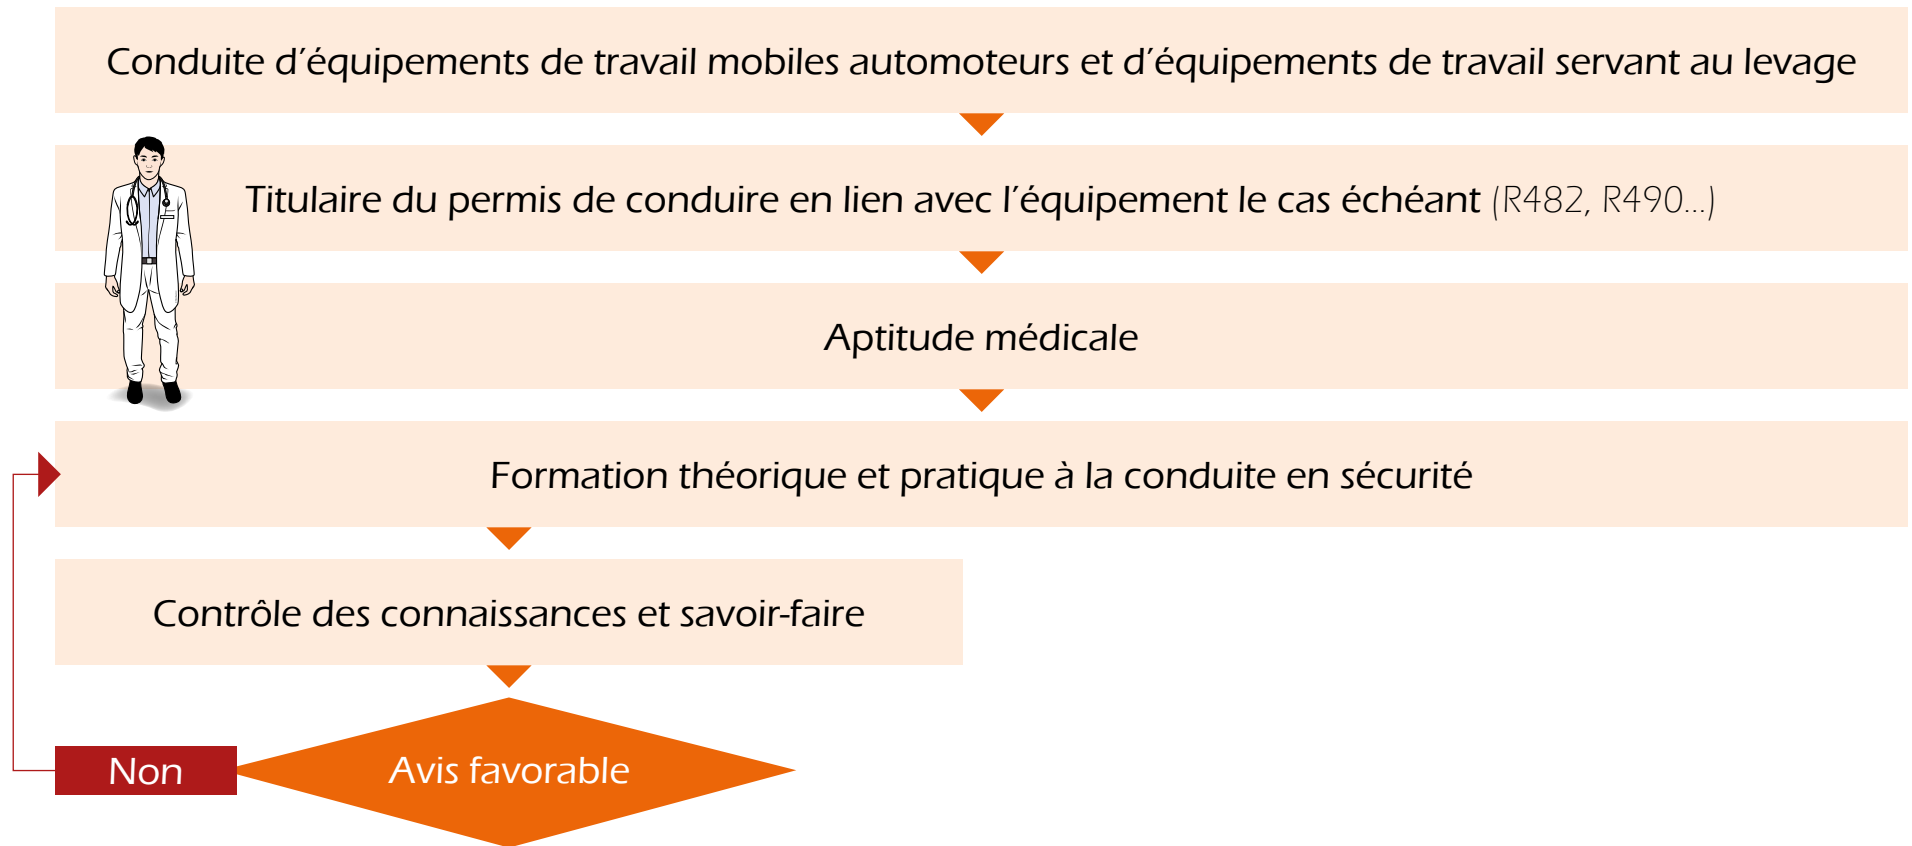 Conduite d’équipements de travail mobiles automoteurs et d’équipements de travail servant au levage
Titulaire du permis de conduire en lien avec l’équipement le cas échéant (R482, R490...)
Aptitude médicale
Formation théorique et pratique à la conduite en sécurité
Contrôle des connaissances et savoir-faire
Non
Avis favorable